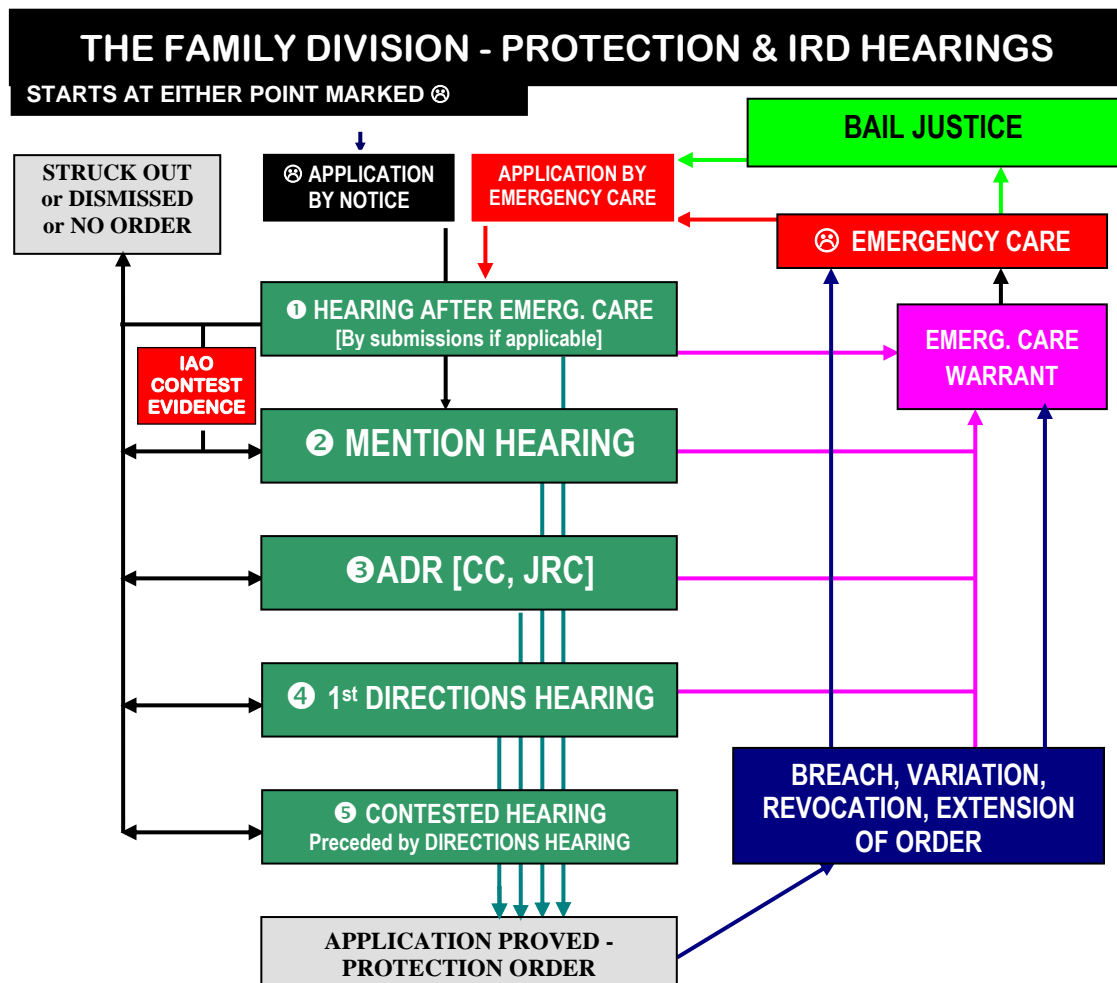 THE FAMILY DIVISION - PROTECTION & IRD HEARINGS
STARTS AT EITHER POINT MARKED ☹
BAIL JUSTICE
STRUCK OUT
or DISMISSED
or NO ORDER
☹ APPLICATION
BY NOTICE
APPLICATION BY
EMERGENCY CARE
☹ EMERGENCY CARE
❶ HEARING AFTER EMERG. CARE
[By submissions if applicable]
EMERG. CARE
WARRANT
IAO
CONTEST
EVIDENCE
❷ MENTION HEARING
❸ADR [CC, JRC]
❹ 1st DIRECTIONS HEARING
BREACH, VARIATION,
REVOCATION, EXTENSION
OF ORDER
❺ CONTESTED HEARING
Preceded by DIRECTIONS HEARING
APPLICATION PROVED -
PROTECTION ORDER